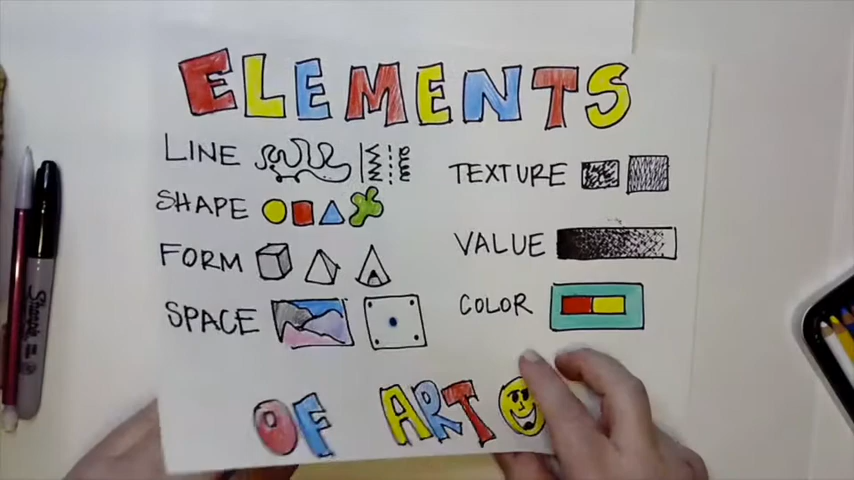 ELEMENTS
LINE
SHAPE
FORM
SPACE
TEXTURE
VALUE
COLOR
OF ART
Sharpie